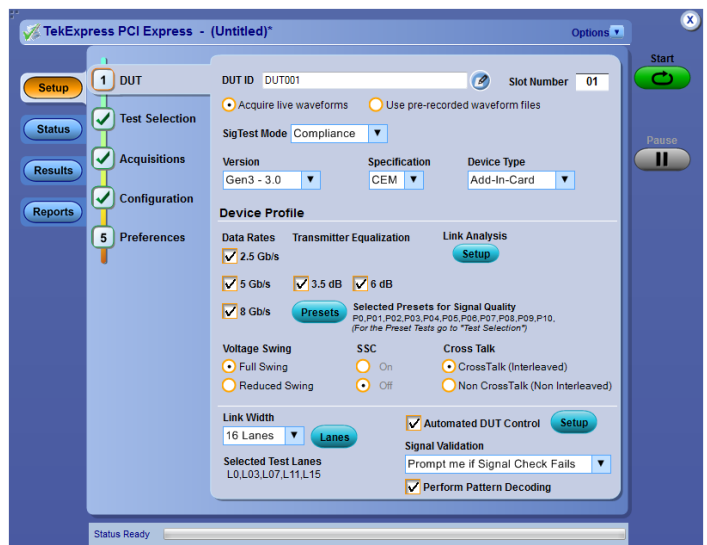 TekExpress PCI Express - (Untitled)*
Options
x
Start
Pause
Setup
Status
Results
Reports
1 DUT
Test Selection
Acquisitions
Configuration
5 Preferences
DUT ID DUT001 Slot Number 01
Acquire live waveforms Use pre-recorded waveform files
SigTest Mode Compliance
Version Specification Device Type
Gen3 - 3.0 CEM Add-In-Card
Device Profile
Data Rates Transmitter Equalization Link Analysis
2.5 Gb/s Setup
5 Gb/s 3.5 dB 6 dB
8 Gb/s Presets Selected Presets for Signal Quality
P0,P01,P02,P03,P04,P05,P06,P07,P08,P09,P10,
(For the Preset Tests go to "Test Selection")
Voltage Swing SSC Cross Talk
Full Swing On CrossTalk (Interleaved)
Reduced Swing Off Non CrossTalk (Non Interleaved)
Link Width
16 Lanes Lanes
Selected Test Lanes
L0,L03,L07,L11,L15
Automated DUT Control Setup
Signal Validation
Prompt me if Signal Check Fails
Perform Pattern Decoding
Status Ready